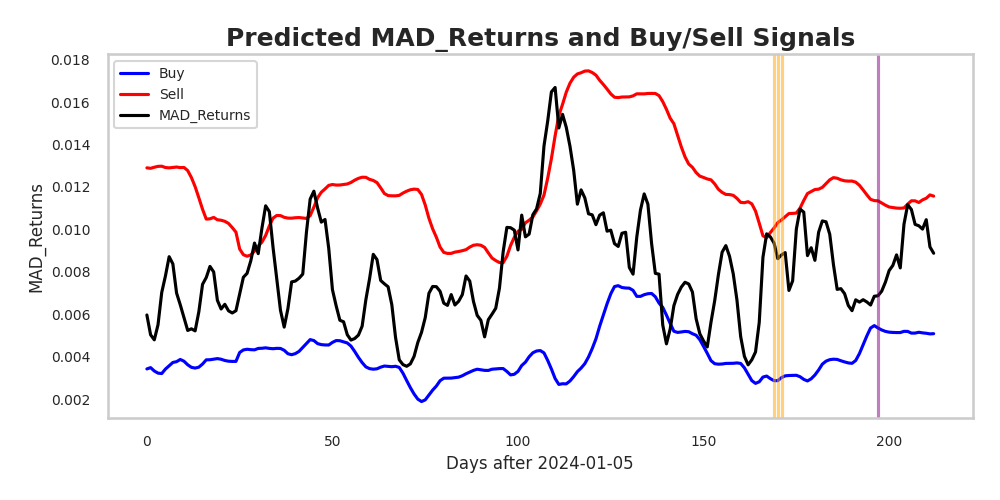 Predicted MAD_Returns and Buy/Sell Signals
Buy
Sell
MAD_Returns
0.018
0.016
0.014
0.012
0.010
0.008
0.006
0.004
0.002
MAD_Returns
0 50 100 150 200
Days after 2024-01-05